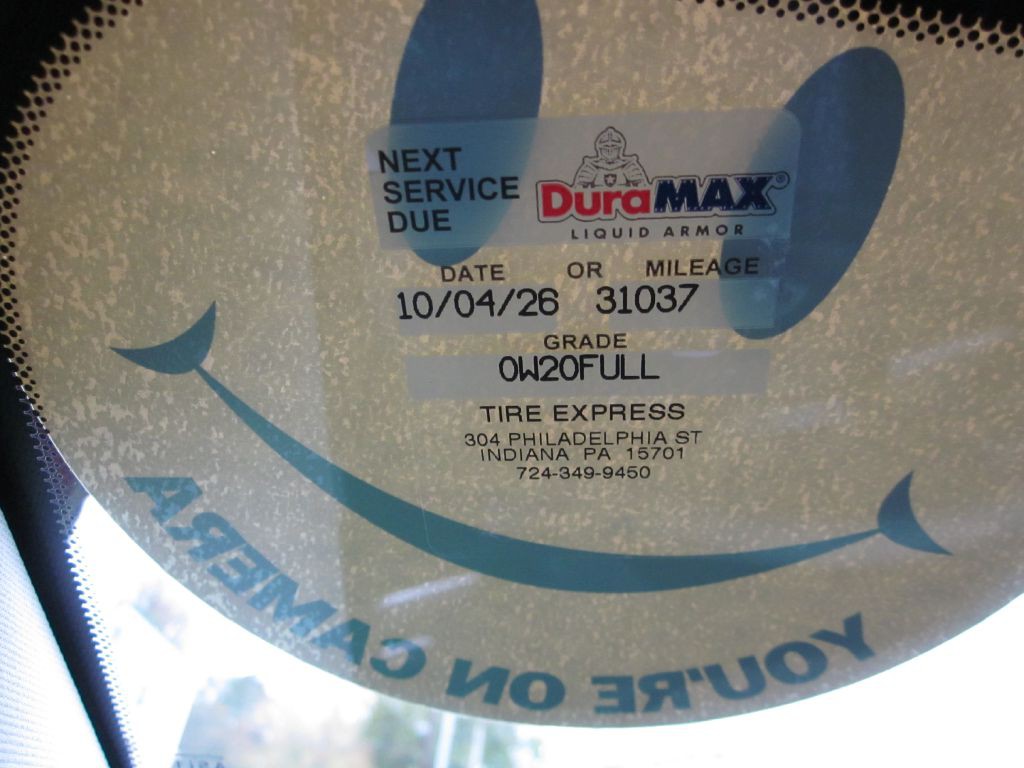 NEXT
SERVICE
DUE
DuraMAX®
LIQUID ARMOR
DATE OR MILEAGE
10/04/26 31037
GRADE
0W20FULL
TIRE EXPRESS
304 PHILADELPHIA ST
INDIANA PA 15701
724-349-9450
YOU'RE ON CAMERA